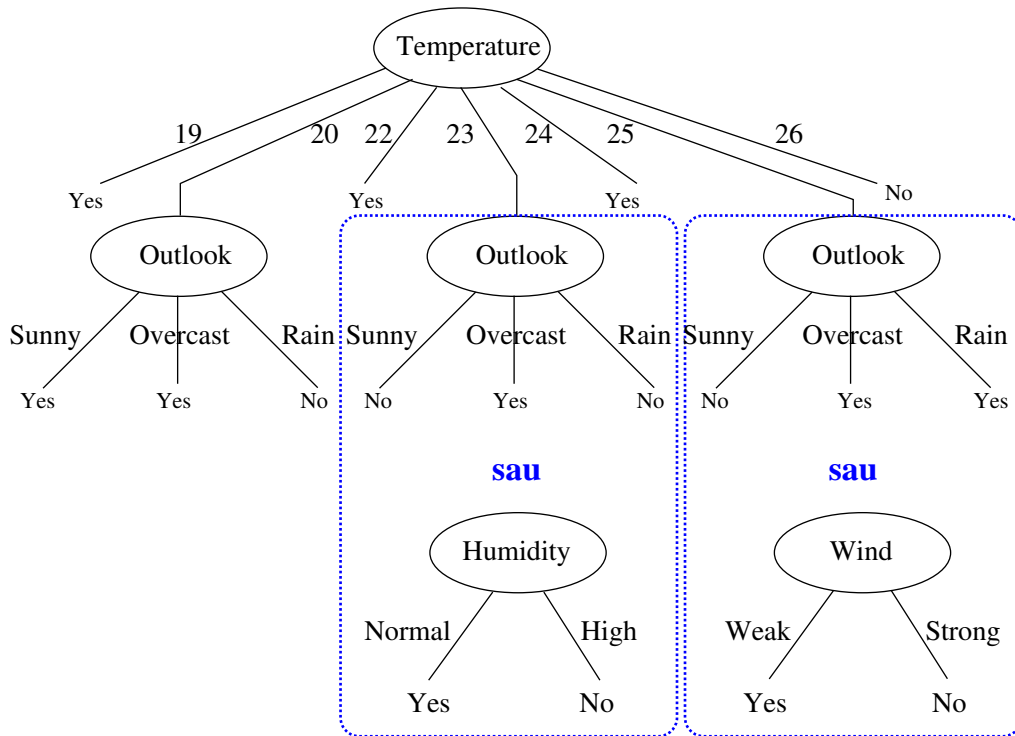 Temperature
19 20 22 23 24 25 26
Yes Yes Yes No
Outlook Outlook Outlook
Sunny Overcast Rain Sunny Overcast Rain Sunny Overcast Rain
Yes Yes No No Yes No No Yes Yes
sau sau
Humidity Wind
Normal High Weak Strong
Yes No Yes No